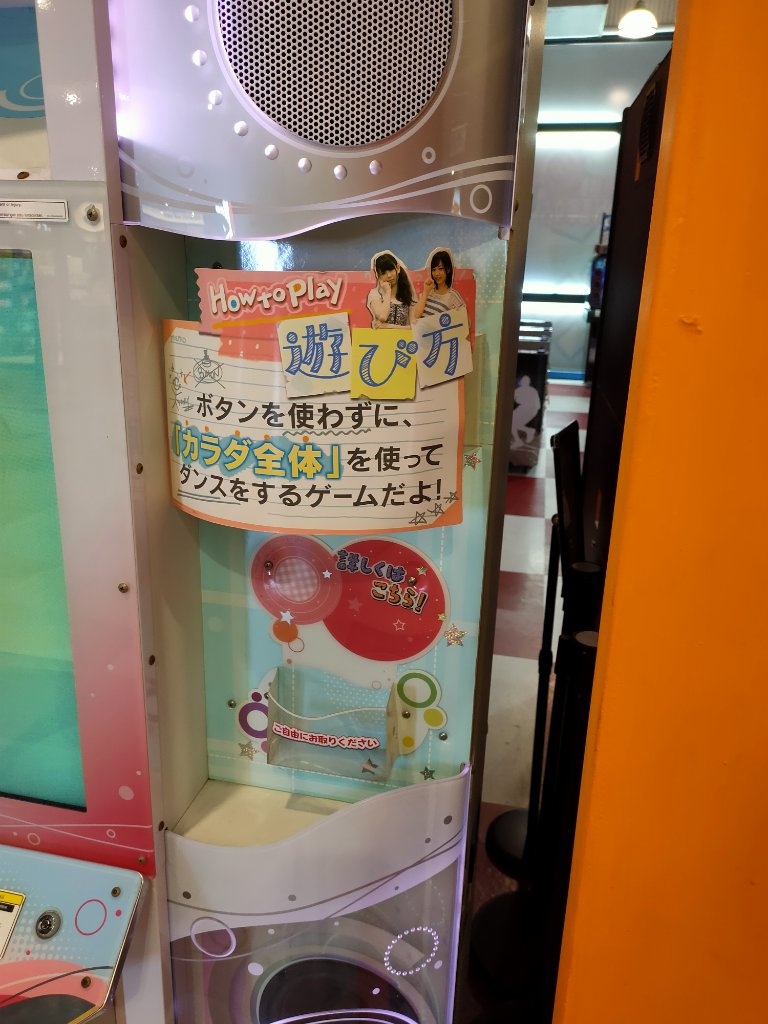 How to Play
遊び方
ボタンを使わずに、
「カラダ全体」を使って
ダンスをするゲームだよ!
詳しくは
こちら!
ご自由にお取りください